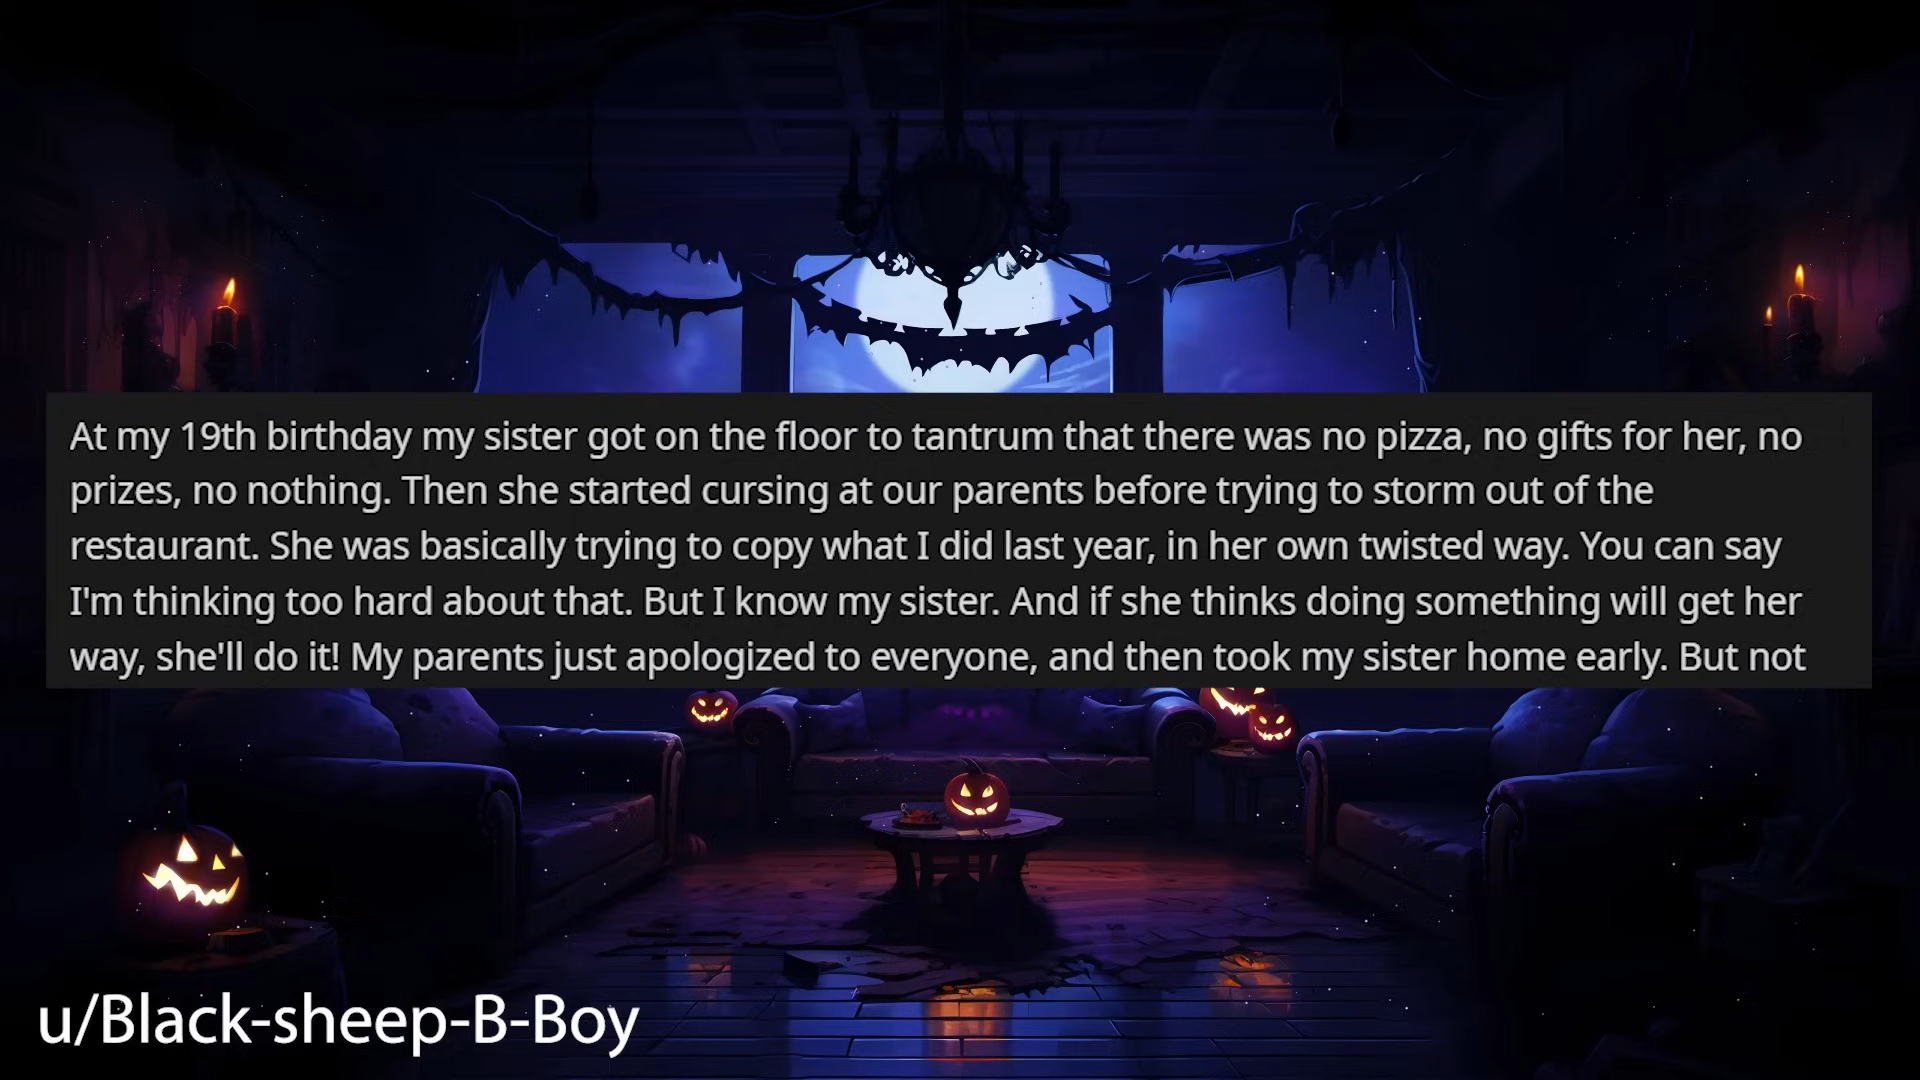 At my 19th birthday my sister got on the floor to tantrum that there was no pizza, no gifts for her, no
prizes, no nothing. Then she started cursing at our parents before trying to storm out of the
restaurant. She was basically trying to copy what I did last year, in her own twisted way. You can say
I'm thinking too hard about that. But I know my sister. And if she thinks doing something will get her
way, she'll do it! My parents just apologized to everyone, and then took my sister home early. But not
u/Black-sheep-B-Boy